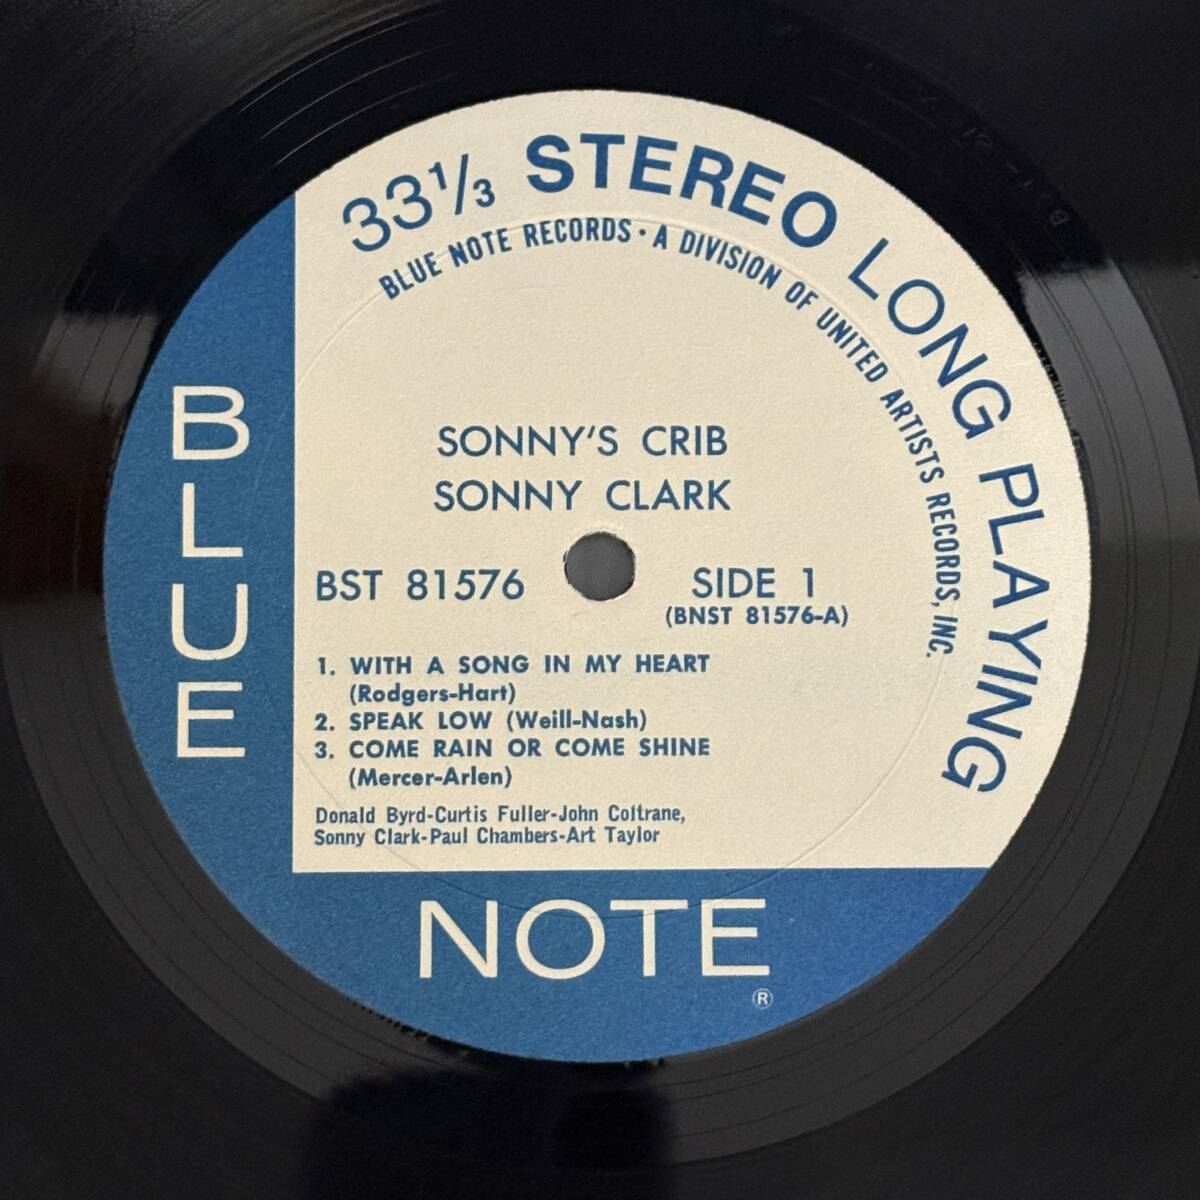 33⅓ STEREO LONG PLAYING
BLUE NOTE RECORDS · A DIVISION OF UNITED ARTISTS RECORDS, INC.
SONNY'S CRIB
SONNY CLARK
BST 81576 SIDE 1
(BNST 81576-A)
1. WITH A SONG IN MY HEART
(Rodgers-Hart)
2. SPEAK LOW (Weill-Nash)
3. COME RAIN OR COME SHINE
(Mercer-Arlen)
Donald Byrd-Curtis Fuller-John Coltrane,
Sonny Clark-Paul Chambers-Art Taylor
BLUE
NOTE
®